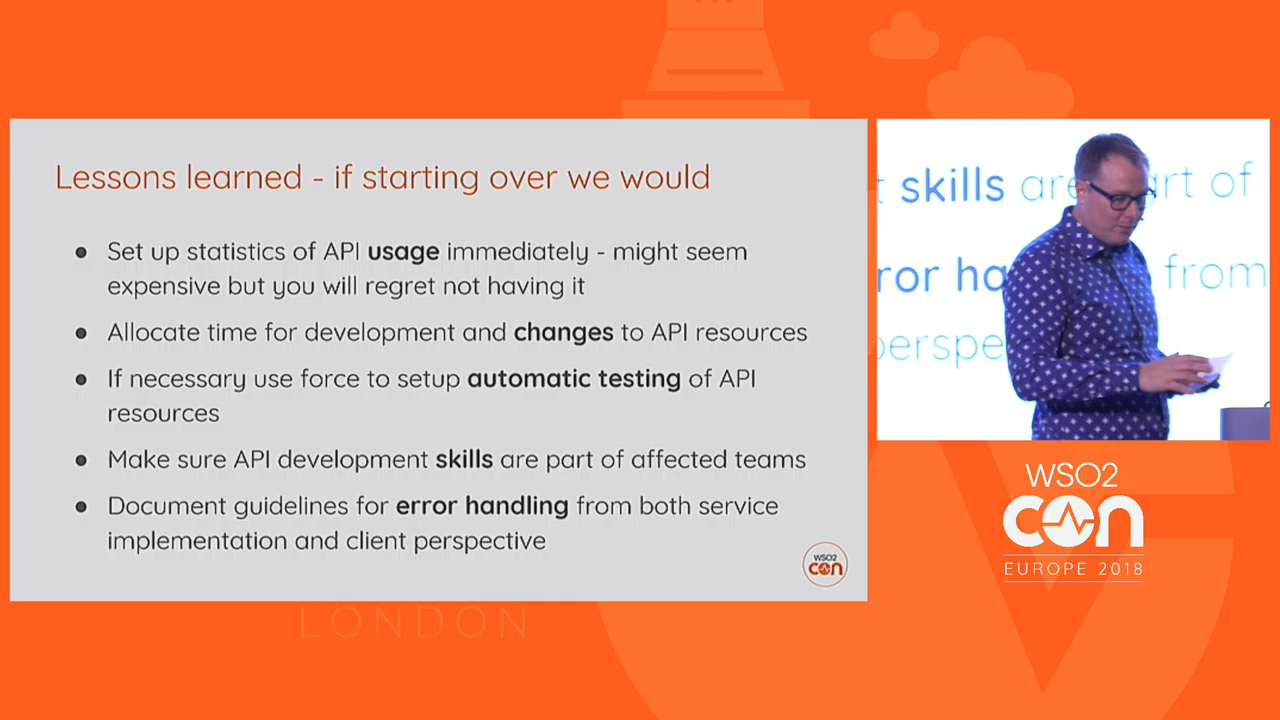 Lessons learned - if starting over we would
● Set up statistics of API usage immediately - might seem
expensive but you will regret not having it
● Allocate time for development and changes to API resources
● If necessary use force to setup automatic testing of API
resources
● Make sure API development skills are part of affected teams
● Document guidelines for error handling from both service
implementation and client perspective
WSO2
CON
skills are part of
from
WSO2
CON
EUROPE 2018
LONDON